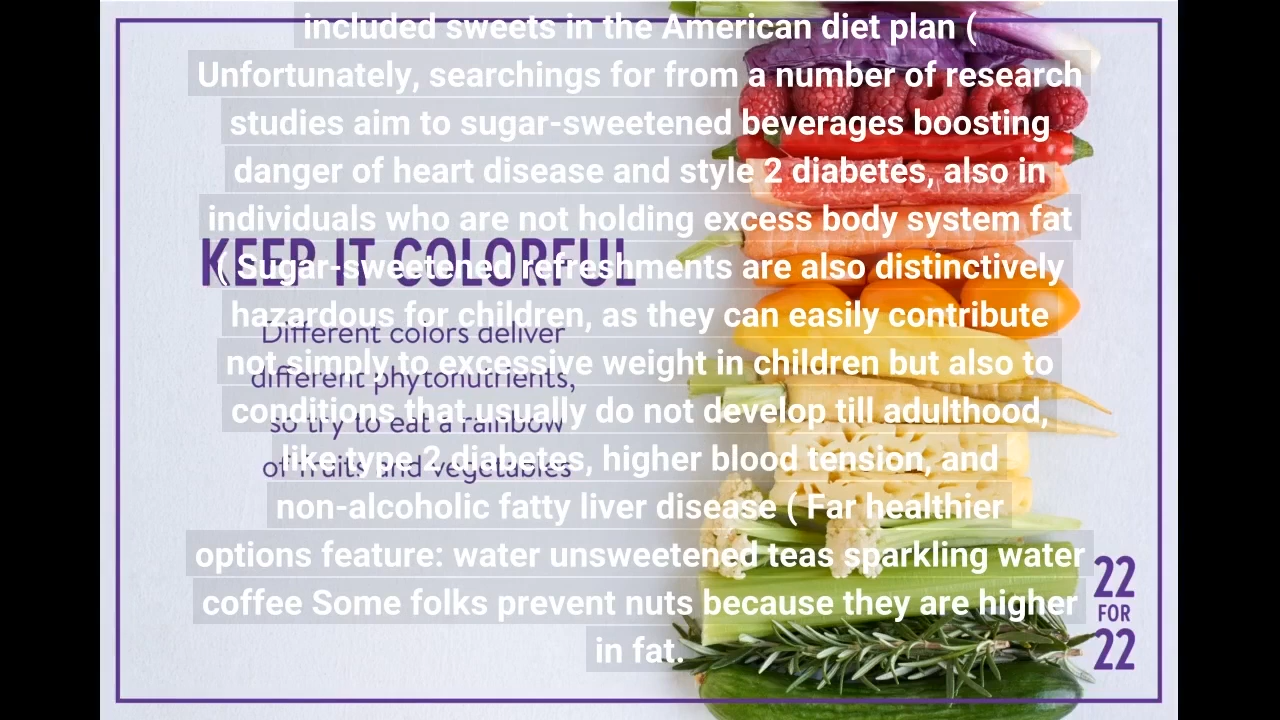 included sweets in the American diet plan (
Unfortunately, searchings for from a number of research
studies aim to sugar-sweetened beverages boosting
danger of heart disease and style 2 diabetes, also in
individuals who are not holding excess body system fat
( Sugar-sweetened refreshments are also distinctively
hazardous for children, as they can easily contribute
not simply to excessive weight in children but also to
conditions that usually do not develop till adulthood,
like type 2 diabetes, higher blood tension, and
non-alcoholic fatty liver disease ( Far healthier
options feature: water unsweetened teas sparkling water
coffee Some folks prevent nuts because they are higher
in fat.
KEEP IT COLORFUL
Different colors deliver
different phytonutrients,
so try to eat a rainbow
of fruits and vegetables
22
FOR
22